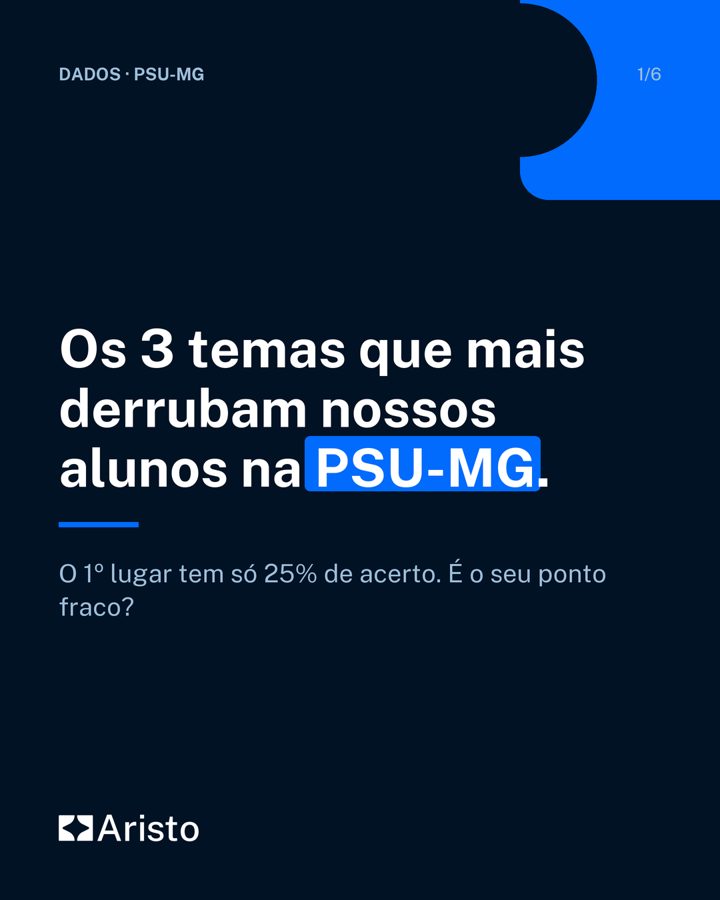 DADOS · PSU-MG
1/6
Os 3 temas que mais
derrubam nossos
alunos na PSU-MG.
O 1º lugar tem só 25% de acerto. É o seu ponto
fraco?
Aristo